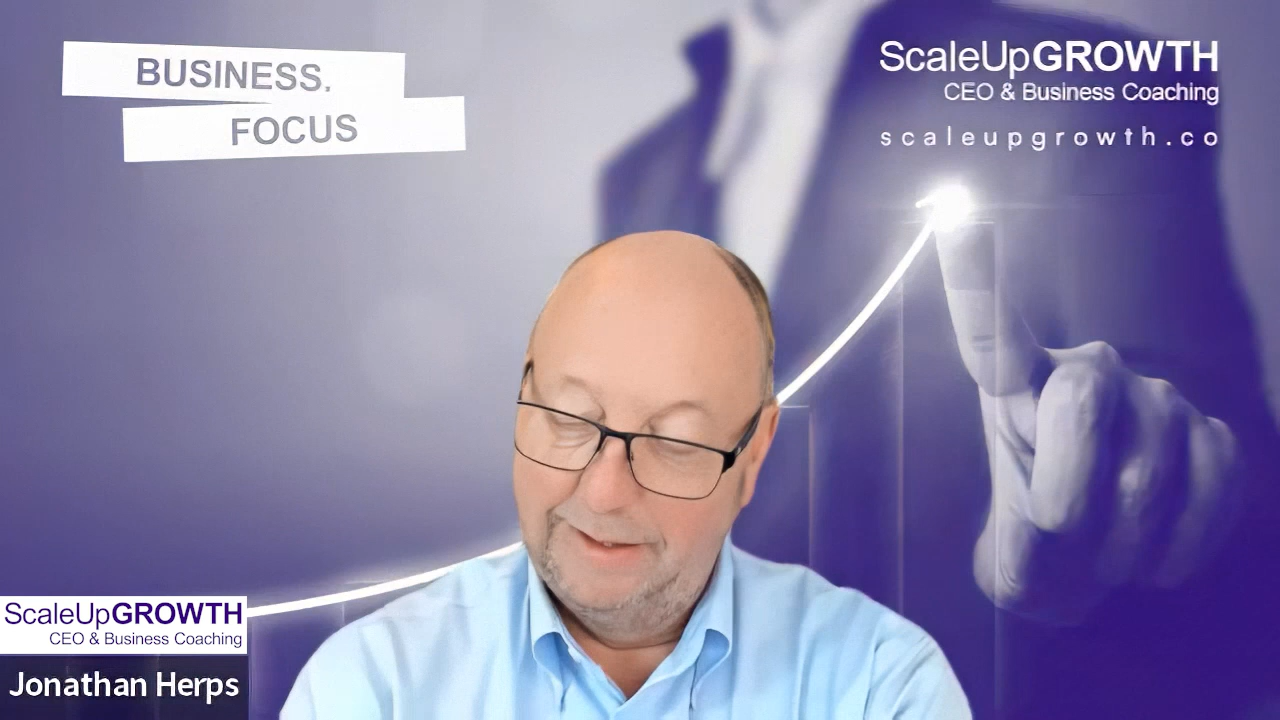 BUSINESS,
FOCUS
ScaleUpGROWTH
CEO & Business Coaching
scaleupgrowth.co
ScaleUpGROWTH
CEO & Business Coaching
Jonathan Herps